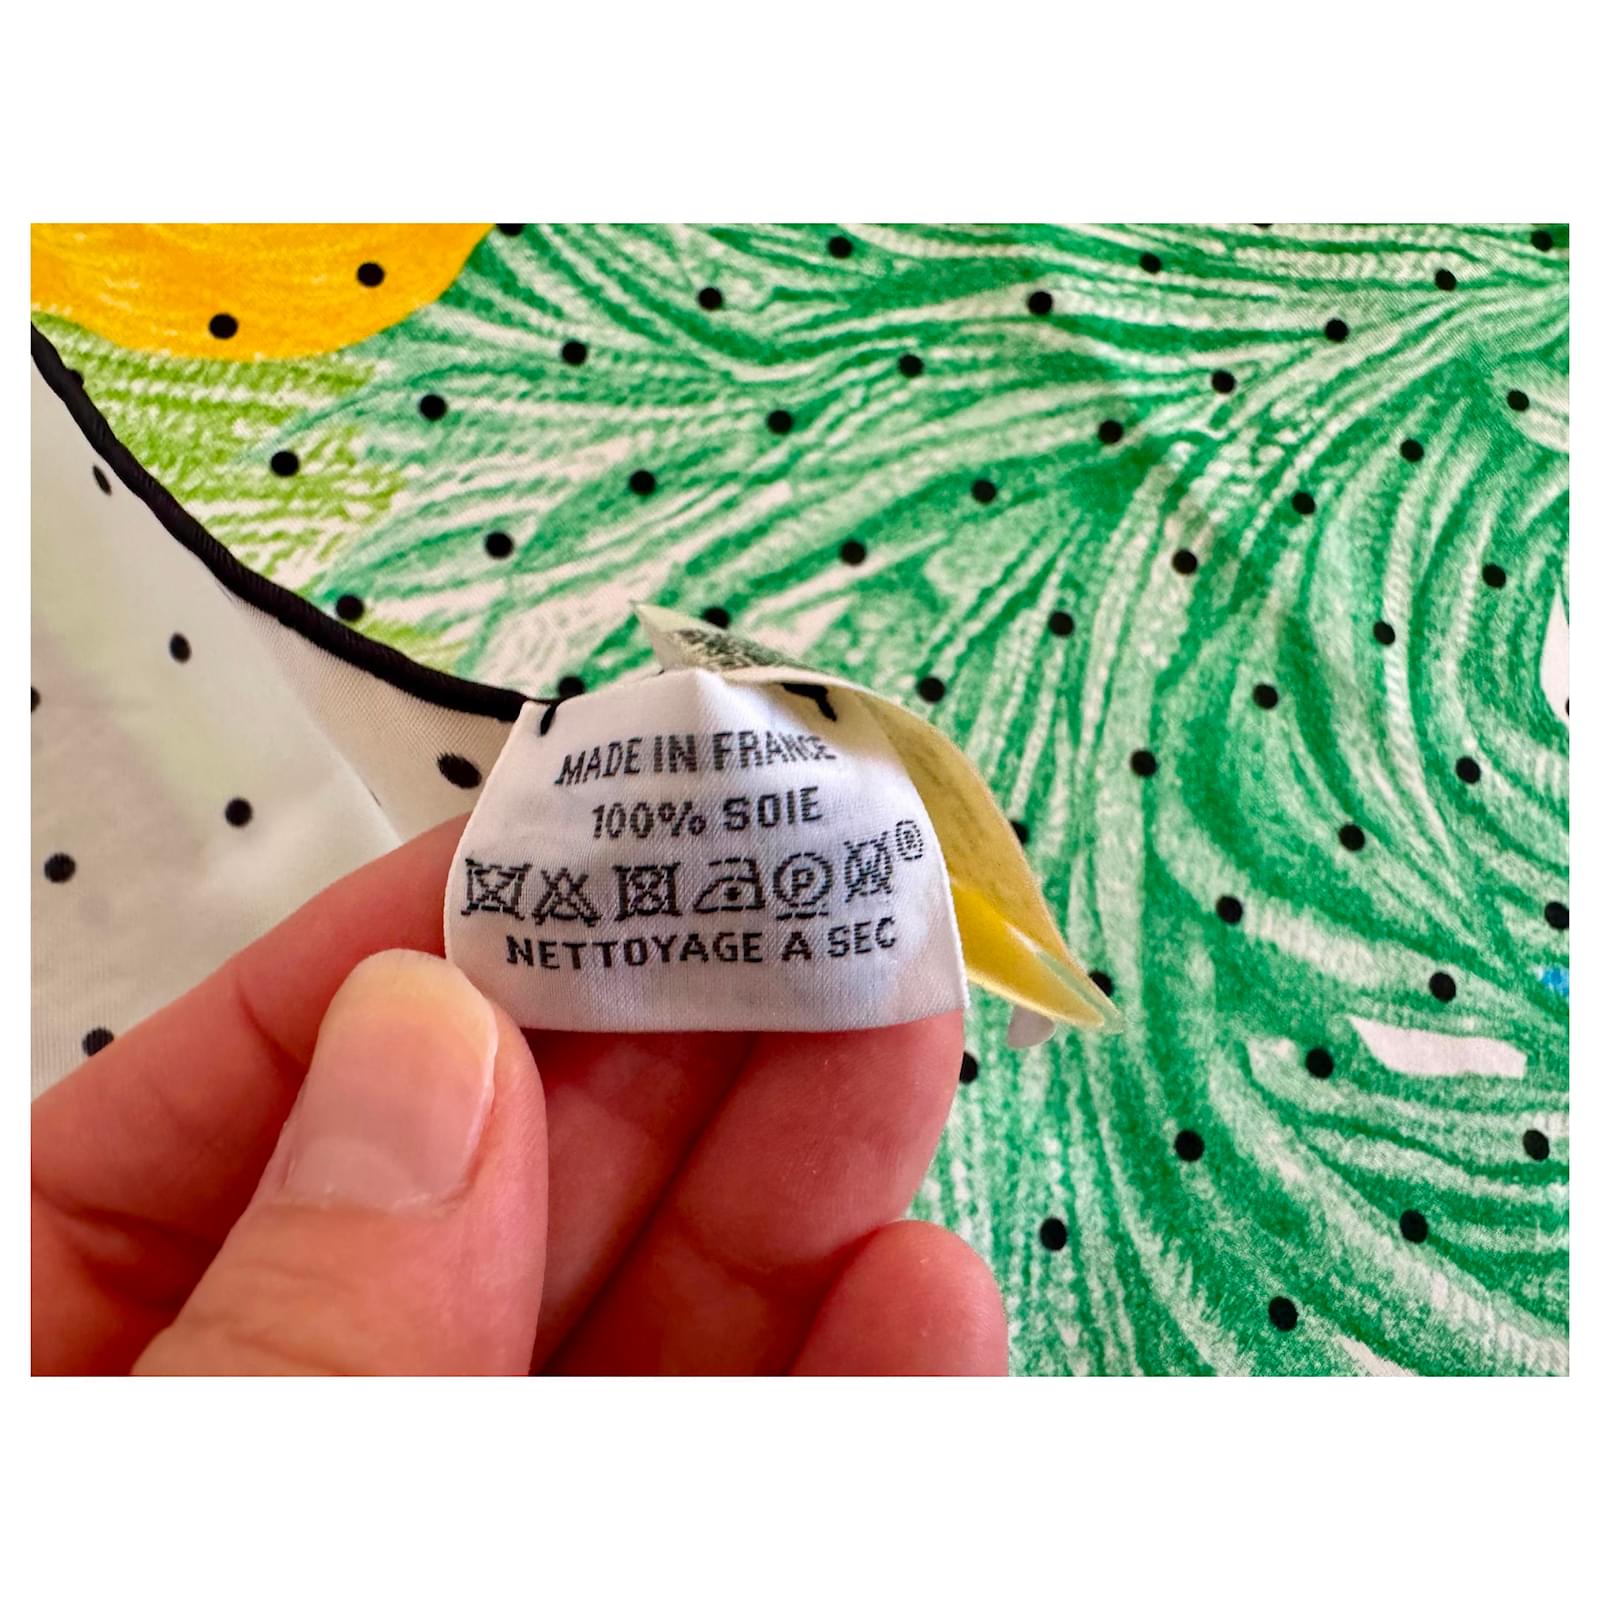 MADE IN FRANCE
100% SOIE
P W ®
NETTOYAGE A SEC